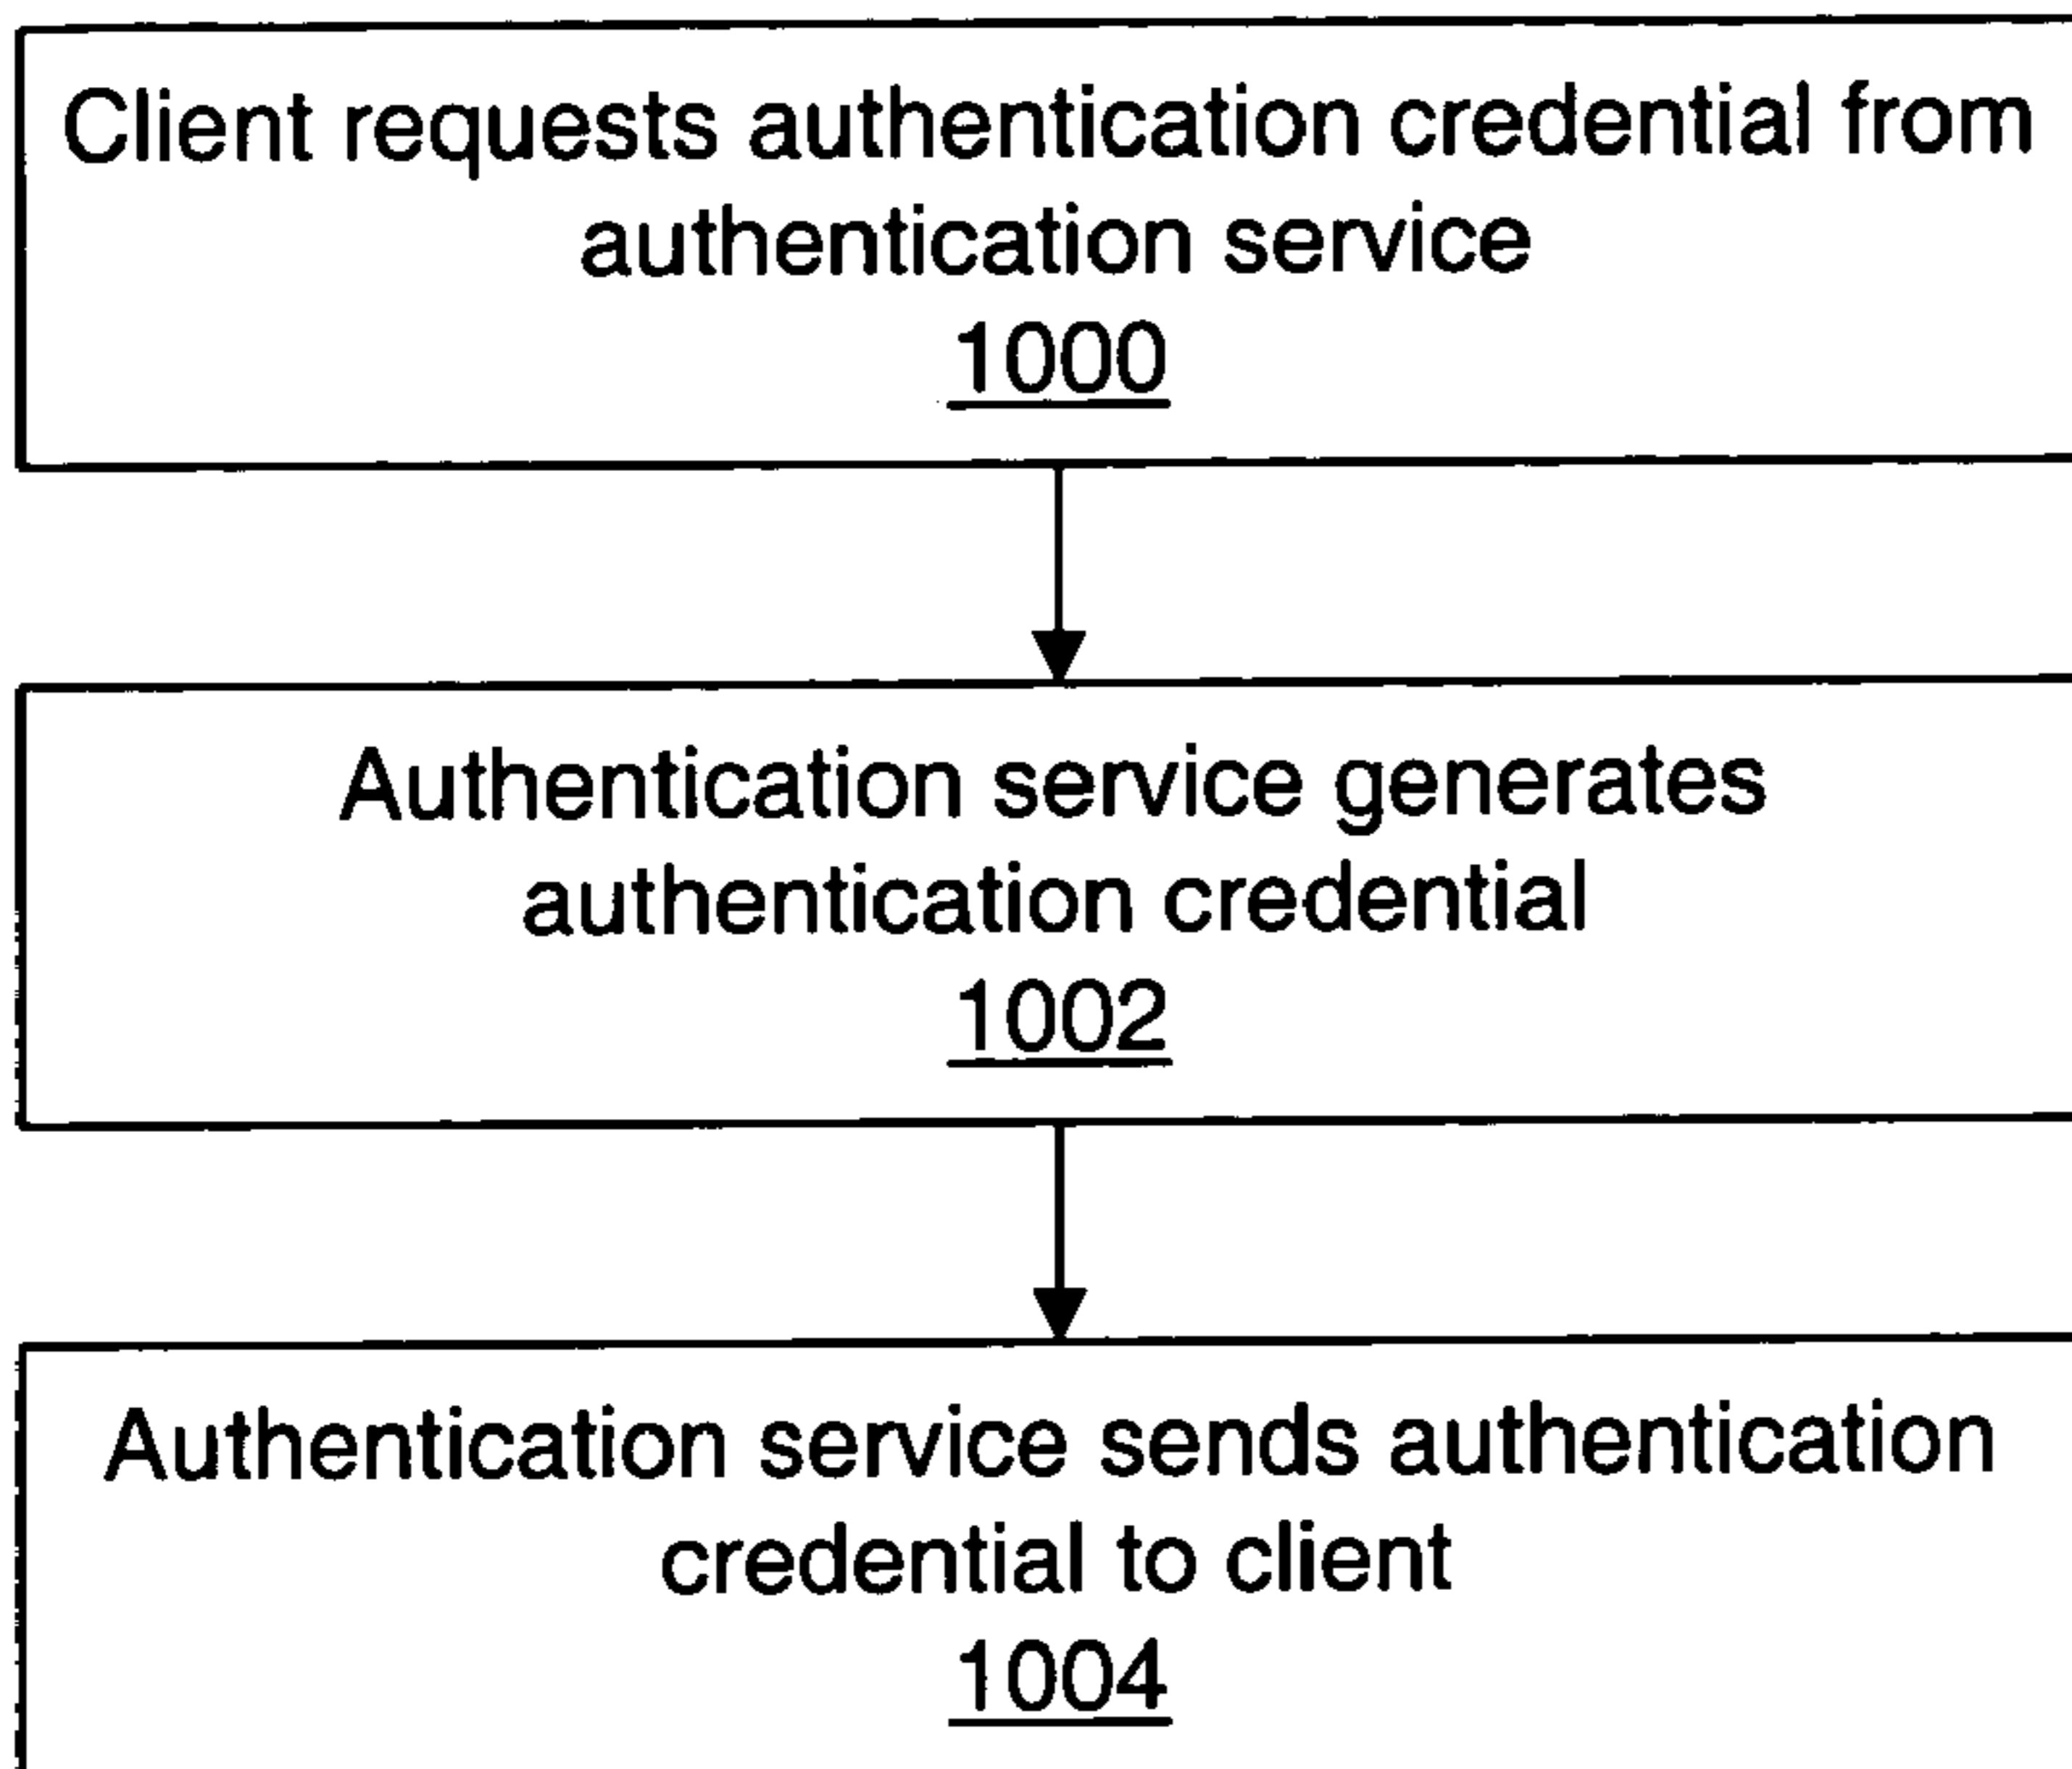 Client requests authentication credential from
authentication service
1000
Authentication service generates
authentication credential
1002
Authentication service sends authentication
credential to client
1004